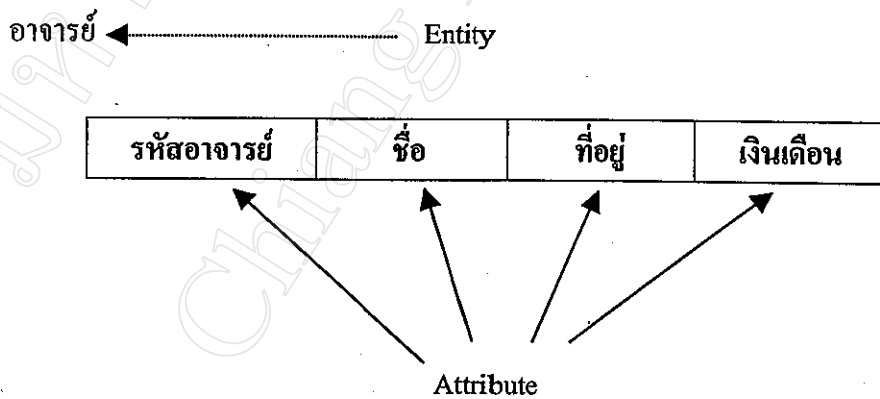 อาจารย์ Entity
รหัสอาจารย์ ชื่อ ที่อยู่ เงินเดือน
Chiang
Attribute